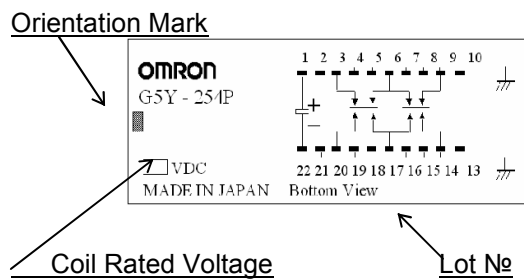 Orientation Mark
1 2 3 4 5 6 7 8 9 10
OMRON
G5Y - 254P
+
−
VDC
22 21 20 19 18 17 16 15 14 13
MADE IN JAPAN Bottom View
Coil Rated Voltage
Lot №